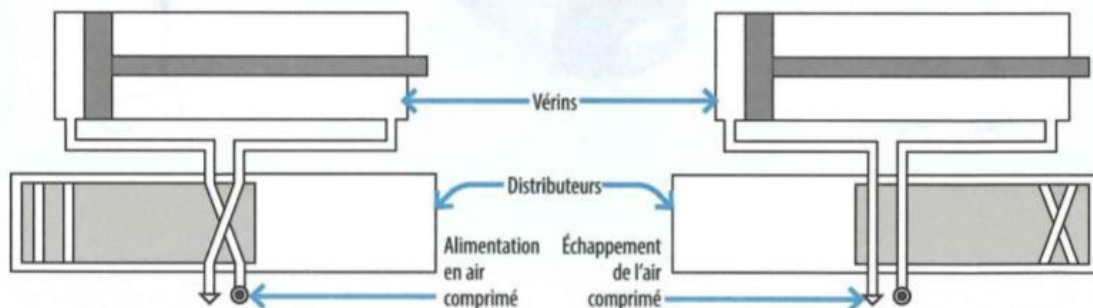 Vérins
Distributeurs
Alimentation
en air
comprimé
Échappement
de l'air
comprimé